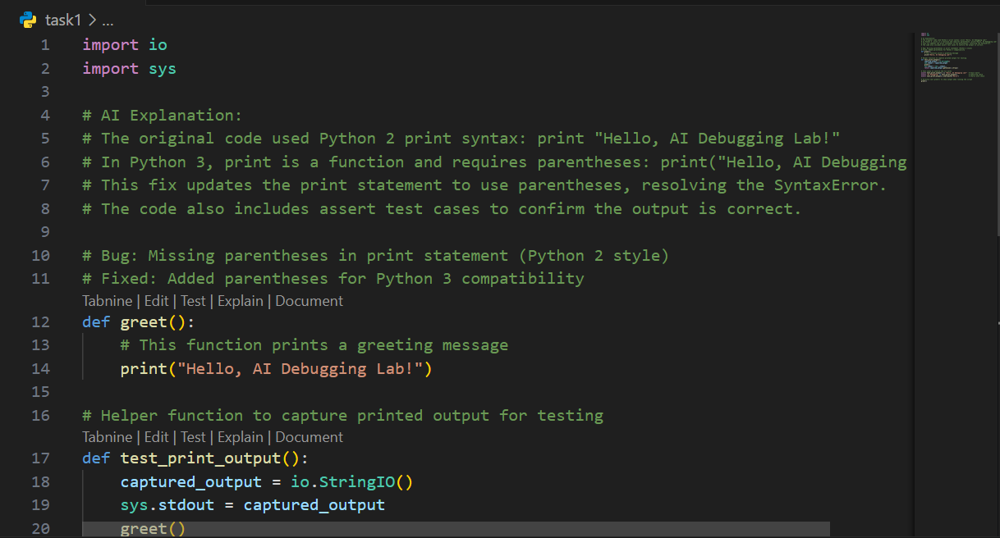 task1 > ...
1 import io
2 import sys
3
4 # AI Explanation:
5 # The original code used Python 2 print syntax: print "Hello, AI Debugging Lab!"
6 # In Python 3, print is a function and requires parentheses: print("Hello, AI Debugging
7 # This fix updates the print statement to use parentheses, resolving the SyntaxError.
8 # The code also includes assert test cases to confirm the output is correct.
9
10 # Bug: Missing parentheses in print statement (Python 2 style)
11 # Fixed: Added parentheses for Python 3 compatibility
Tabnine | Edit | Test | Explain | Document
12 def greet():
13     # This function prints a greeting message
14     print("Hello, AI Debugging Lab!")
15
16 # Helper function to capture printed output for testing
Tabnine | Edit | Test | Explain | Document
17 def test_print_output():
18     captured_output = io.StringIO()
19     sys.stdout = captured_output
20     greet()